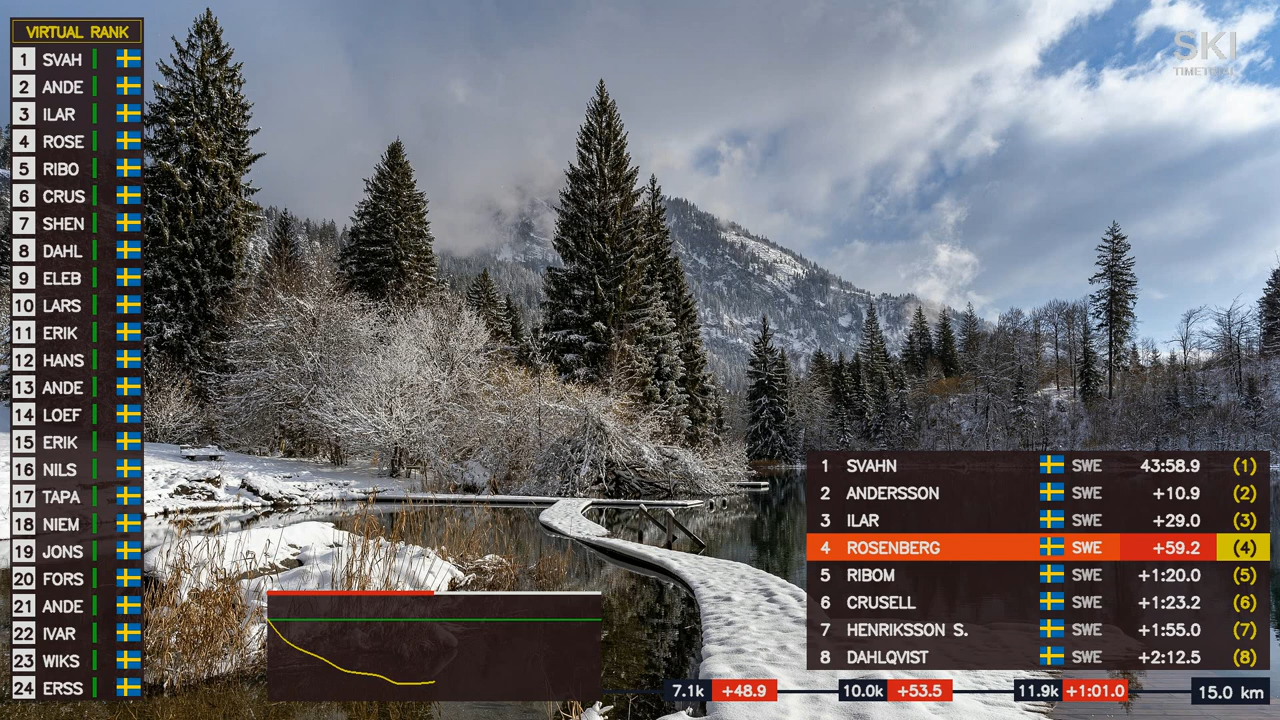 VIRTUAL RANK
1 SVAH
2 ANDE
3 ILAR
4 ROSE
5 RIBO
6 CRUS
7 SHEN
8 DAHL
9 ELEB
10 LARS
11 ERIK
12 HANS
13 ANDE
14 LOEF
15 ERIK
16 NILS
17 TAPA
18 NIEM
19 JONS
20 FORS
21 ANDE
22 IVAR
23 WIKS
24 ERSS
SKI
1 SVAHN SWE 43:58.9 (1)
2 ANDERSSON SWE +10.9 (2)
3 ILAR SWE +29.0 (3)
4 ROSENBERG SWE +59.2 (4)
5 RIBOM SWE +1:20.0 (5)
6 CRUSELL SWE +1:23.2 (6)
7 HENRIKSSON S. SWE +1:55.0 (7)
8 DAHLQVIST SWE +2:12.5 (8)
7.1k +48.9 10.0k +53.5 11.9k +1:01.0 15.0 km